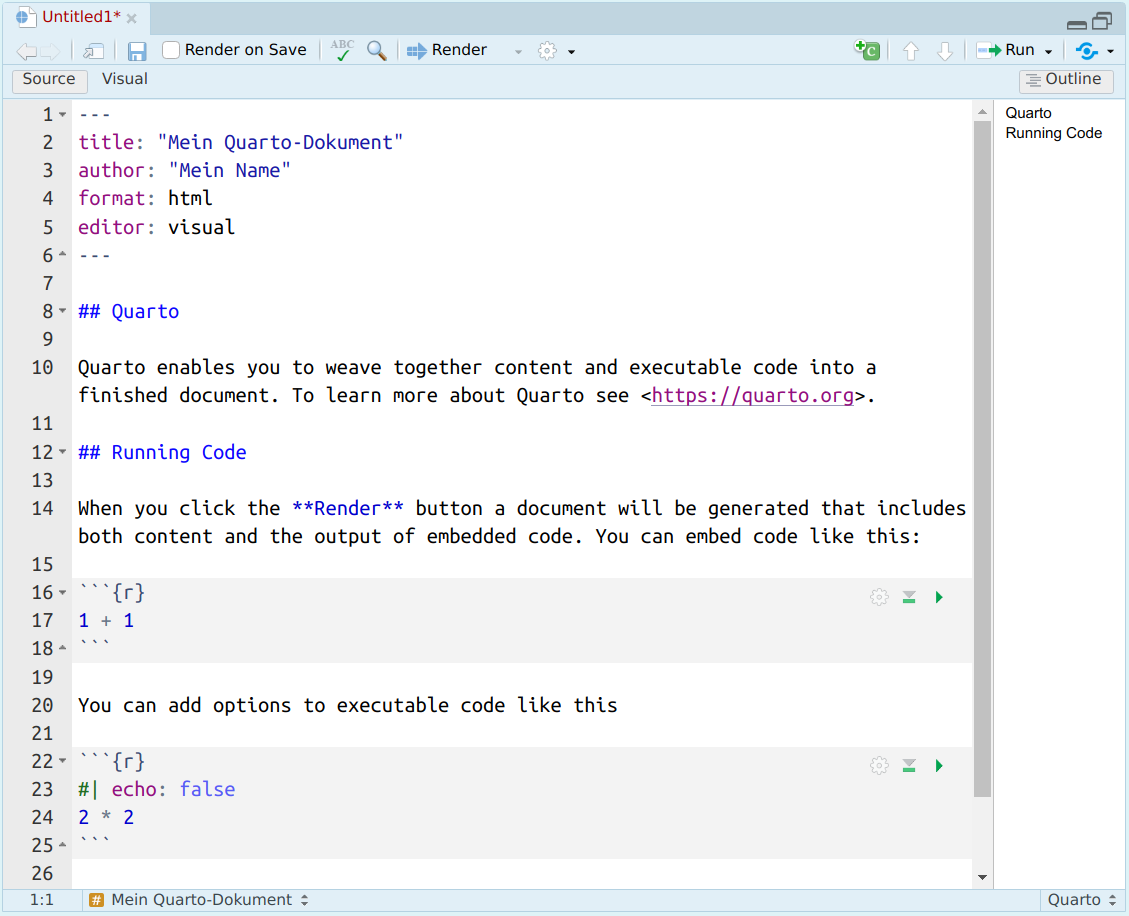 Untitled1*
Render on Save ABC Render Run
Source Visual Outline
1 ---
2 title: "Mein Quarto-Dokument"
3 author: "Mein Name"
4 format: html
5 editor: visual
6 ---
7
8 ## Quarto
9
10 Quarto enables you to weave together content and executable code into a
finished document. To learn more about Quarto see <https://quarto.org>.
11
12 ## Running Code
13
14 When you click the **Render** button a document will be generated that includes
both content and the output of embedded code. You can embed code like this:
15
16 ```{r}
17 1 + 1
18 ```
19
20 You can add options to executable code like this
21
22 ```{r}
23 #| echo: false
24 2 * 2
25 ```
26
Quarto
Running Code
1:1 # Mein Quarto-Dokument Quarto